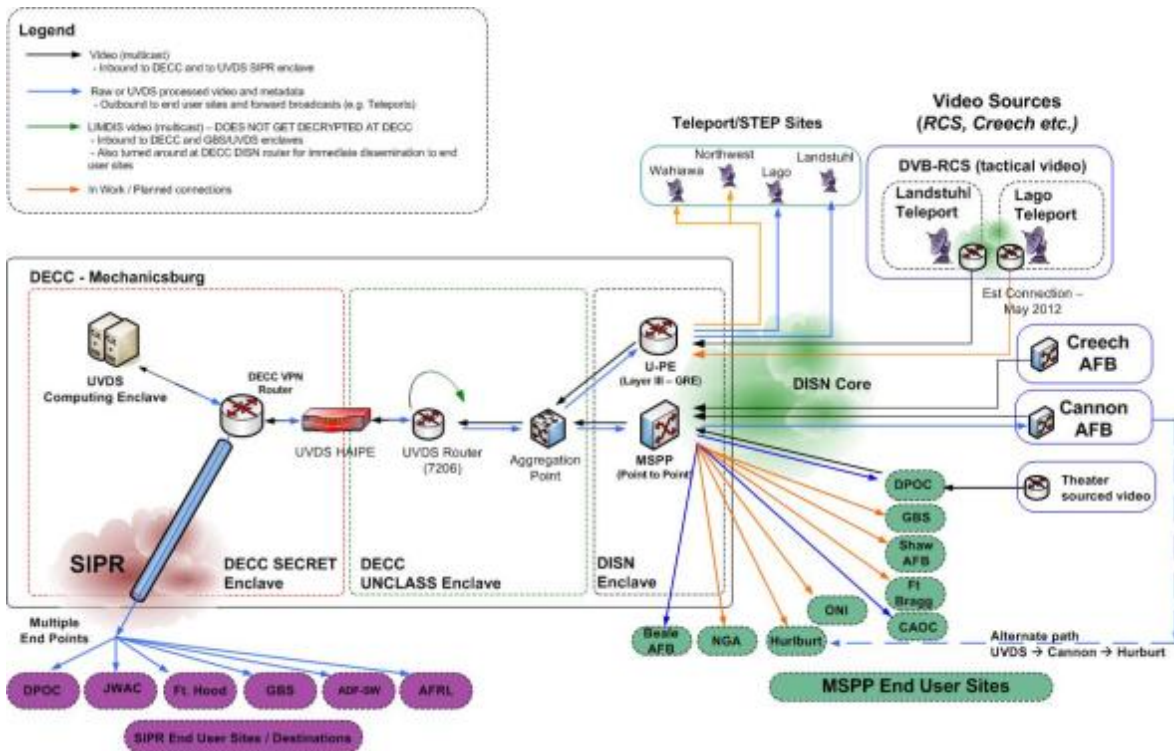 Legend
Video (multicast)
- Inbound to DECC and to UVDS SIPR enclave
Raw or UVDS processed video and metadata
- Outbound to end user sites and forward broadcasts (e.g. Teleports)
LIMDIS video (multicast) – DOES NOT GET DECRYPTED AT DECC
- Inbound to DECC and GBS/UVDS enclaves
- Also turned around at DECC DISN router for immediate dissemination to end
user sites
In Work / Planned connections
Teleport/STEP Sites
Wahiawa
Northwest
Lago
Landstuhl
Video Sources
(RCS, Creech etc.)
DVB-RCS (tactical video)
Landstuhl
Teleport
Lago
Teleport
Est Connection –
May 2012
DECC - Mechanicsburg
UVDS
Computing Enclave
DECC VPN
Router
UVDS HAIPE
UVDS Router
(7206)
Aggregation
Point
U-PE
(Layer III – GRE)
MSPP
(Point to Point)
DISN Core
Creech
AFB
Cannon
AFB
Theater
sourced video
DPOC
GBS
Shaw
AFB
Ft
Bragg
CAOC
ONI
Hurlburt
NGA
Beale
AFB
Alternate path
UVDS → Cannon → Hurburt
MSPP End User Sites
SIPR
DECC SECRET
Enclave
DECC
UNCLASS Enclave
DISN
Enclave
Multiple
End Points
DPOC
JWAC
Ft. Hood
GBS
ADF-SW
AFRL
SIPR End User Sites / Destinations